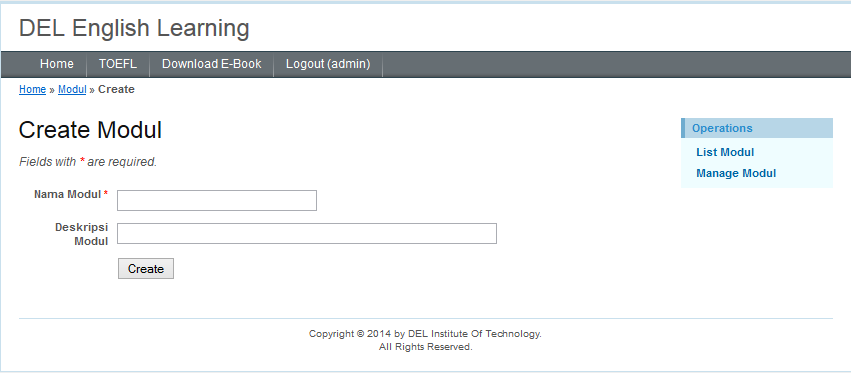 DEL English Learning
Home TOEFL Download E-Book Logout (admin)
Home » Modul » Create
Create Modul
Fields with * are required.
Nama Modul *
Deskripsi
Modul
Create
Operations
List Modul
Manage Modul
Copyright © 2014 by DEL Institute Of Technology.
All Rights Reserved.